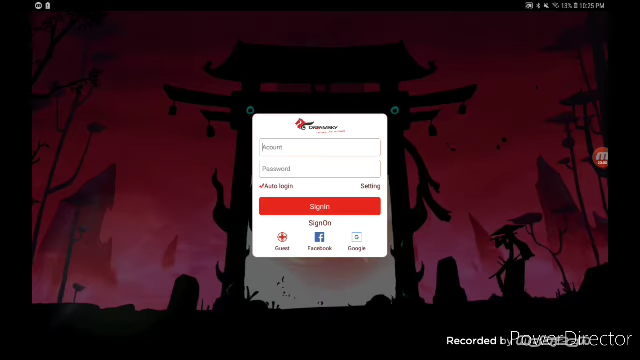 13% 10:25 PM
Acount
Password
Auto login
Setting
SignIn
SignOn
Guest
Facebook
Google
Recorded by
PowerDirector